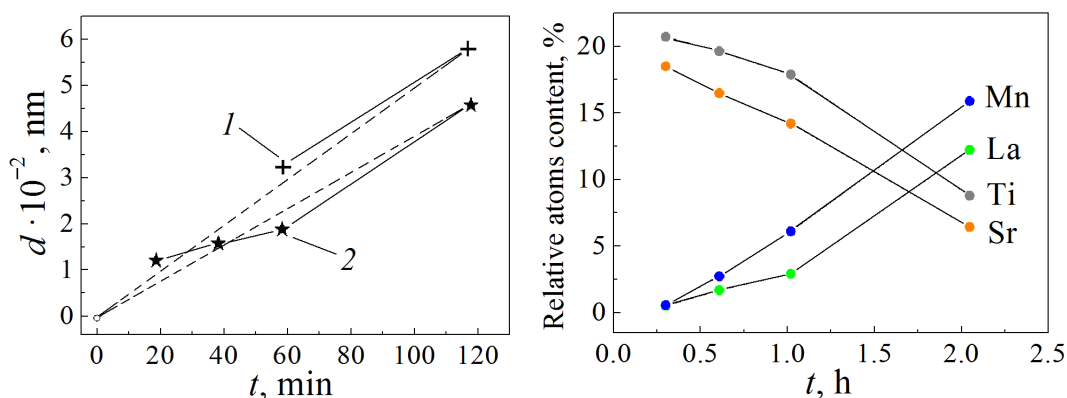 d · 10⁻², nm
6
5
4
3
2
1
0
1
2
0 20 40 60 80 100 120
t, min
Relative atoms content, %
20
15
10
5
0
Mn
La
Ti
Sr
0.0 0.5 1.0 1.5 2.0 2.5
t, h